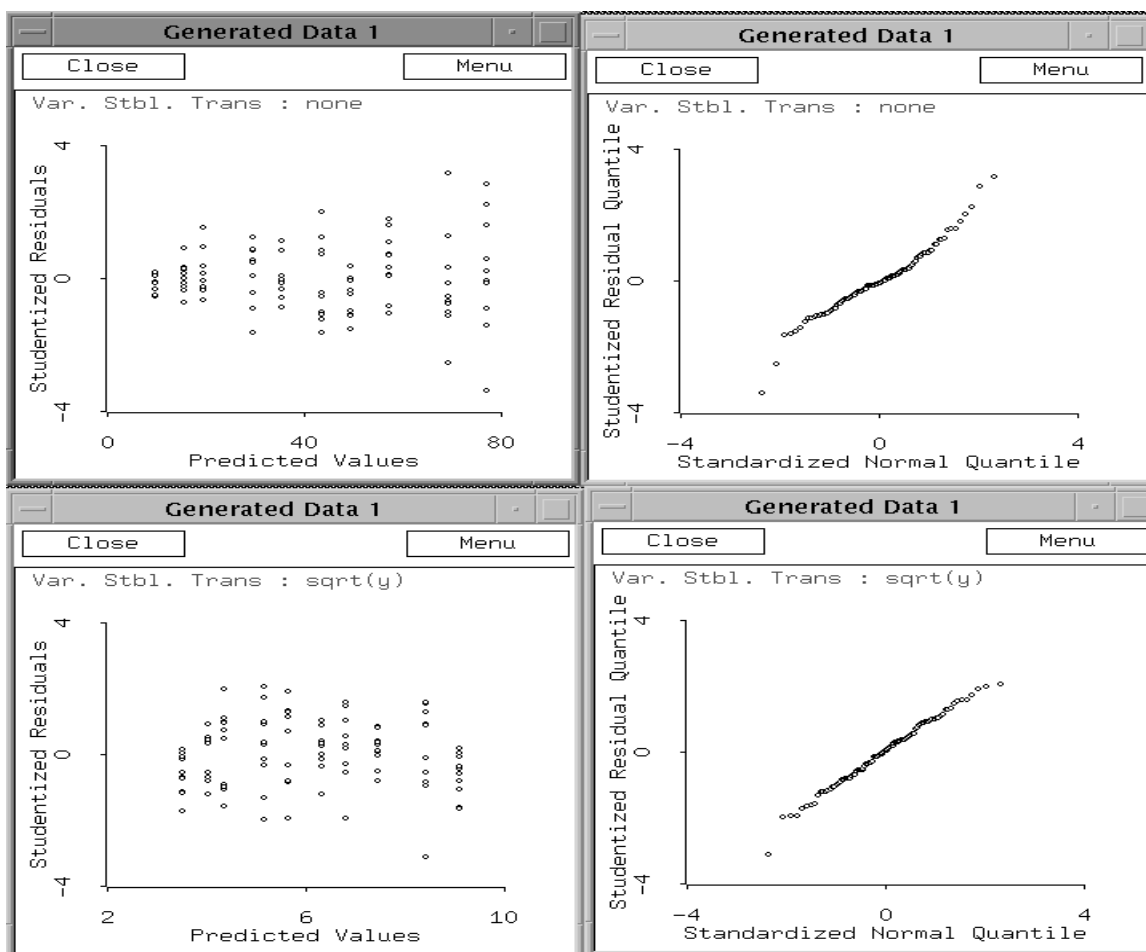 Generated Data 1
Close Menu
Var. Stbl. Trans : none
Studentized Residuals
4
0
-4
0 40 80
Predicted Values
Generated Data 1
Close Menu
Var. Stbl. Trans : none
Studentized Residual Quantile
4
0
-4
-4 0 4
Standardized Normal Quantile
Generated Data 1
Close Menu
Var. Stbl. Trans : sqrt(y)
Studentized Residuals
4
0
-4
2 6 10
Predicted Values
Generated Data 1
Close Menu
Var. Stbl. Trans : sqrt(y)
Studentized Residual Quantile
4
0
-4
-4 0 4
Standardized Normal Quantile